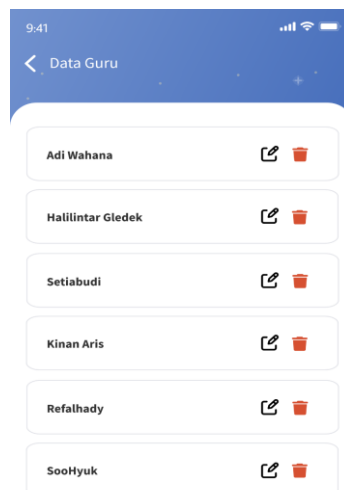 9:41
Data Guru
Adi Wahana
Halilintar Gledek
Setiabudi
Kinan Aris
Refalhady
SooHyuk